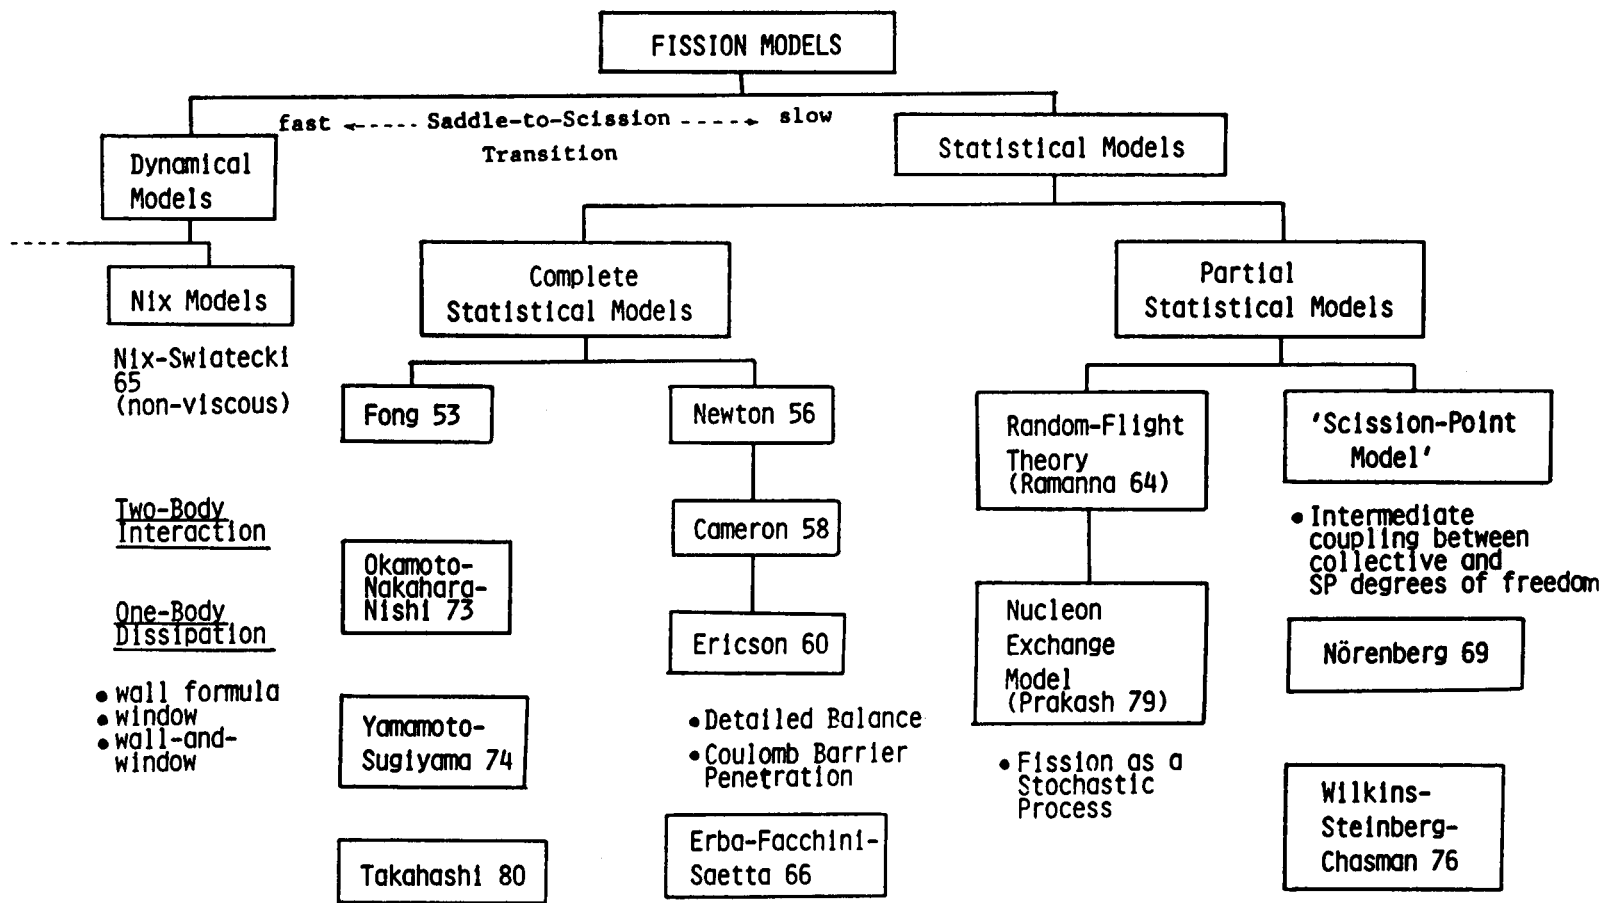 FISSION MODELS
fast <----- Saddle-to-Scission -----> slow
Transition
Dynamical
Models
Statistical Models
Nix Models
Complete
Statistical Models
Partial
Statistical Models
Nix-Swiatecki
65
(non-viscous)
Two-Body
Interaction
One-Body
Dissipation
• wall formula
• window
• wall-and-
window
Fong 53
Okamoto-
Nakahara-
Nishi 73
Yamamoto-
Sugiyama 74
Takahashi 80
Newton 56
Cameron 58
Ericson 60
• Detailed Balance
• Coulomb Barrier
Penetration
Erba-Facchini-
Saetta 66
Random-Flight
Theory
(Ramanna 64)
Nucleon
Exchange
Model
(Prakash 79)
• Fission as a
Stochastic
Process
'Scission-Point
Model'
• Intermediate
coupling between
collective and
SP degrees of freedom
Nörenberg 69
Wilkins-
Steinberg-
Chasman 76